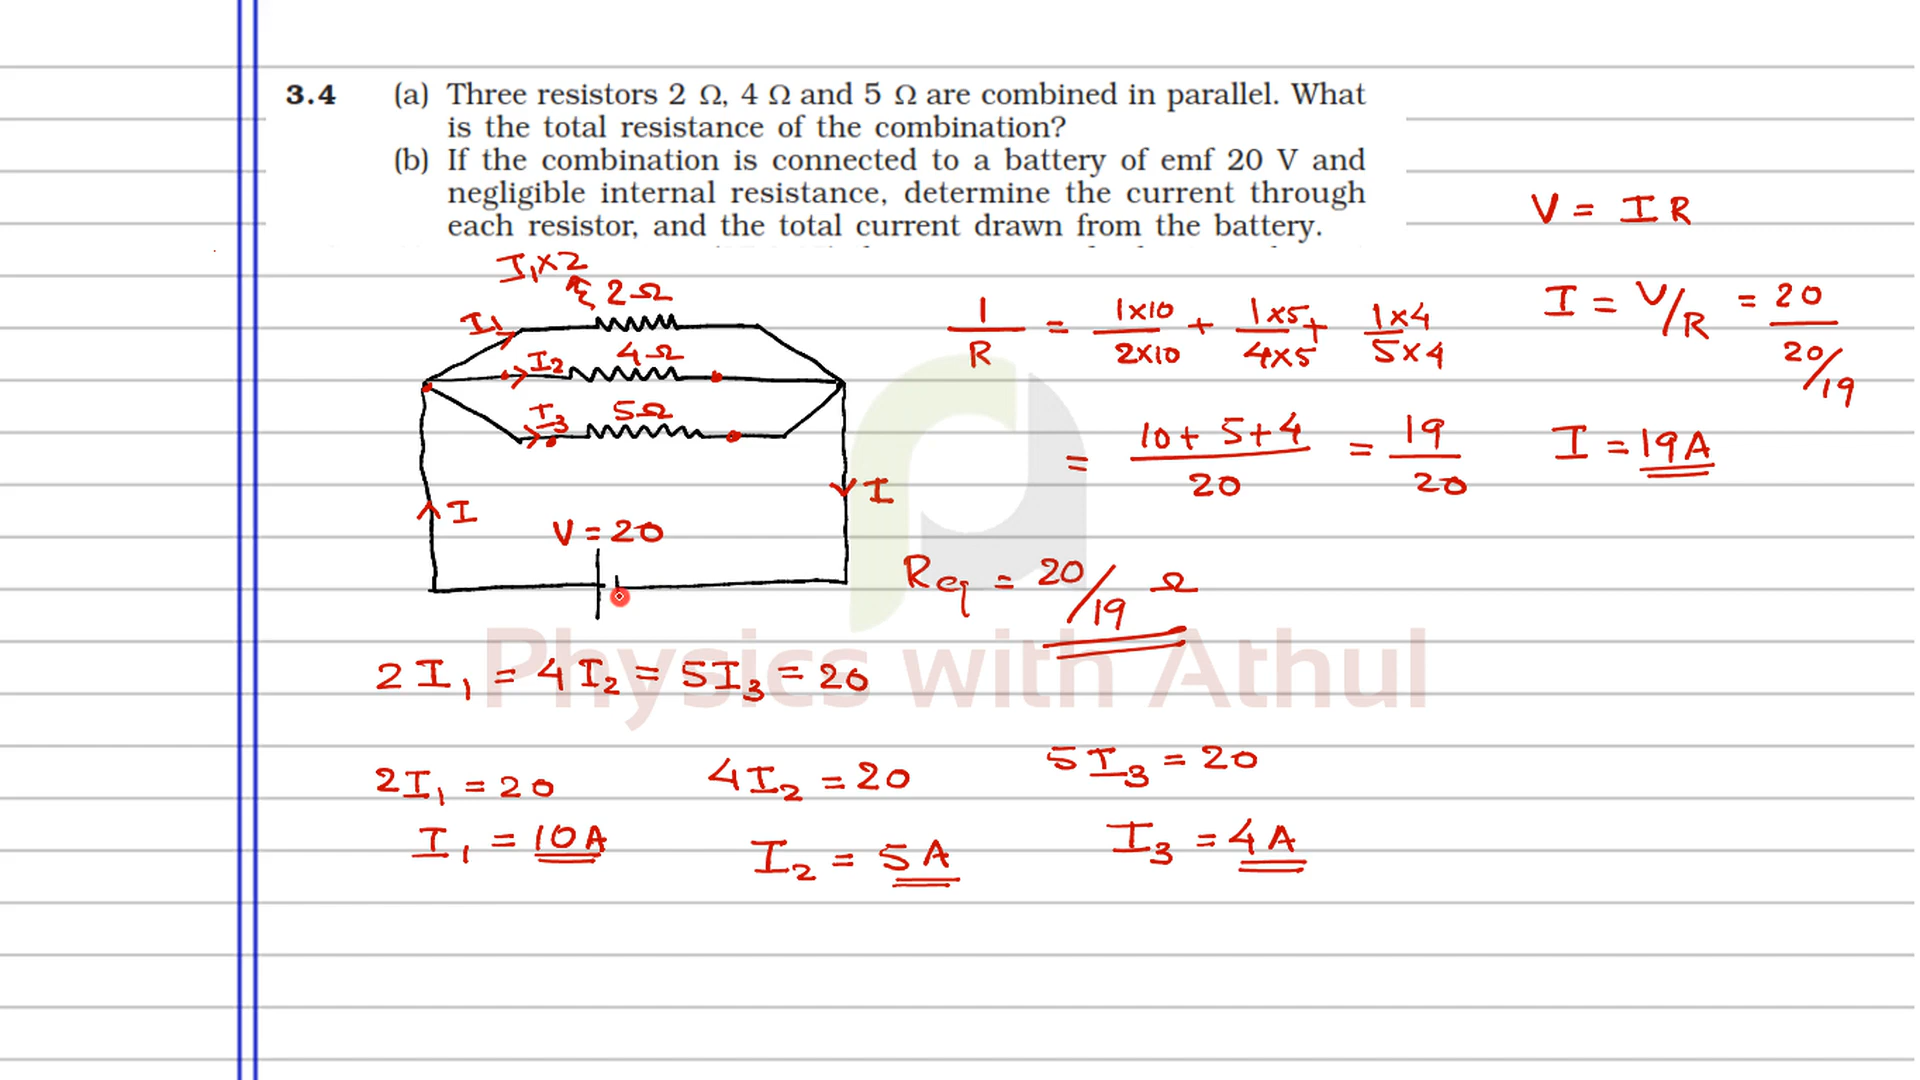 3.4 (a) Three resistors 2 Ω, 4 Ω and 5 Ω are combined in parallel. What
is the total resistance of the combination?
(b) If the combination is connected to a battery of emf 20 V and
negligible internal resistance, determine the current through
each resistor, and the total current drawn from the battery.
V = IR
I₁×2
2Ω
I₁
I₂ 4Ω
I₃ 5Ω
I
I
V = 20
1/R = 1×10/2×10 + 1×5/4×5 + 1×4/5×4
= 10+5+4/20 = 19/20
Req = 20/19 Ω
I = V/R = 20/20/19
I = 19A
Physics with Athul
2I₁ = 4I₂ = 5I₃ = 20
2I₁ = 20
I₁ = 10A
4I₂ = 20
I₂ = 5A
5I₃ = 20
I₃ = 4A